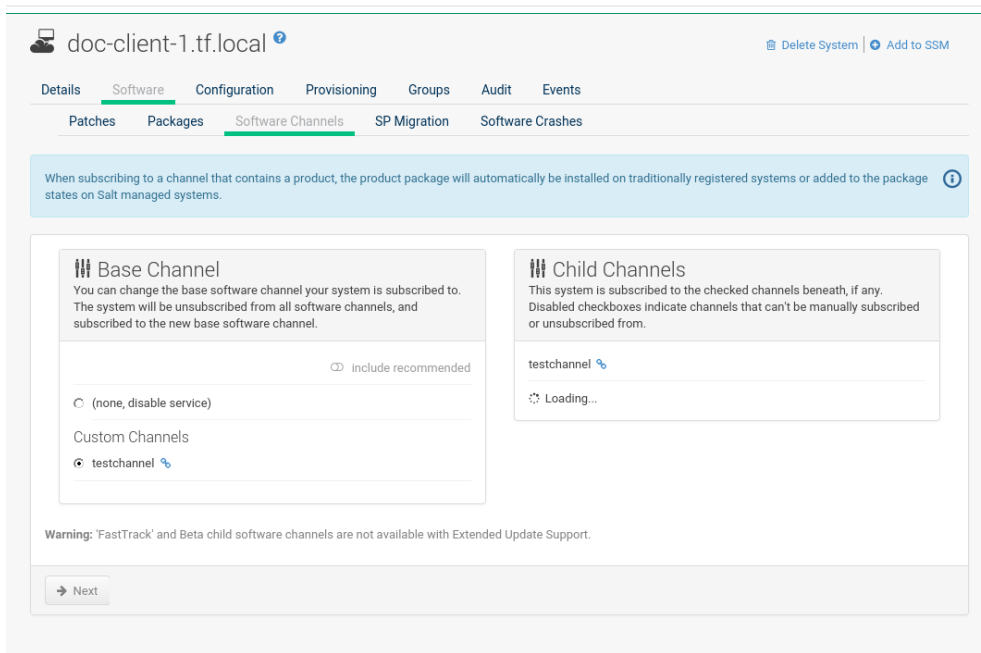 doc-client-1.tf.local ?
Delete System | Add to SSM
Details Software Configuration Provisioning Groups Audit Events
Patches Packages Software Channels SP Migration Software Crashes
When subscribing to a channel that contains a product, the product package will automatically be installed on traditionally registered systems or added to the package
states on Salt managed systems.
Base Channel
You can change the base software channel your system is subscribed to.
The system will be unsubscribed from all software channels, and
subscribed to the new base software channel.
include recommended
(none, disable service)
Custom Channels
testchannel
Child Channels
This system is subscribed to the checked channels beneath, if any.
Disabled checkboxes indicate channels that can't be manually subscribed
or unsubscribed from.
testchannel
Loading...
Warning: 'FastTrack' and Beta child software channels are not available with Extended Update Support.
Next